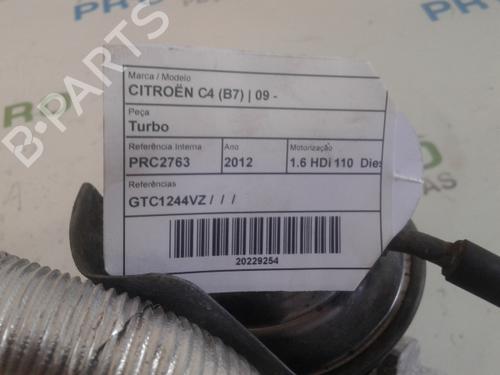 Marca / Modelo
CITROËN C4 (B7) | 09 -
Peça
Turbo
Referência Interna Ano Motorização
PRC2763 2012 1.6 HDi 110 Dies
Referências
GTC1244VZ / / /
20229254
B-PARTS